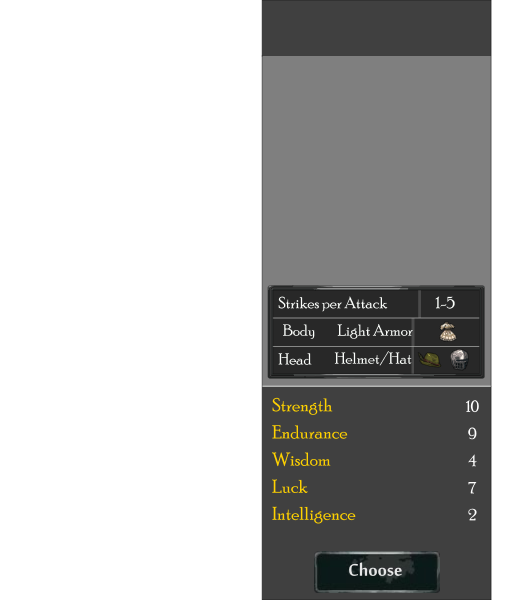 Strikes per Attack 1-5
Body Light Armor
Head Helmet/Hat
Strength 10
Endurance 9
Wisdom 4
Luck 7
Intelligence 2
Choose